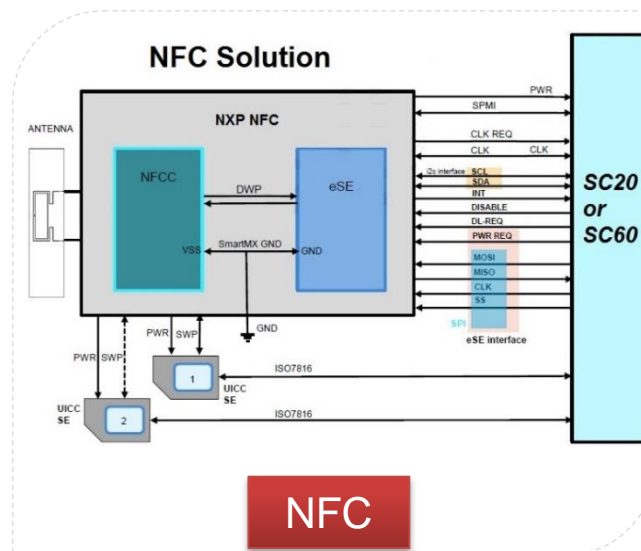 NFC Solution
NXP NFC
ANTENNA
NFCC
DWP
eSE
VSS
SmartMX GND
GND
GND
PWR
SPMI
CLK REQ
CLK
CLK
i2c interface
SCL
SDA
INT
DISABLE
DL-REQ
PWR REQ
MOSI
MISO
CLK
SS
SPI
eSE interface
SC20
or
SC60
PWR
SWP
PWR
SWP
1
UICC
SE
ISO7816
2
UICC
SE
ISO7816
NFC